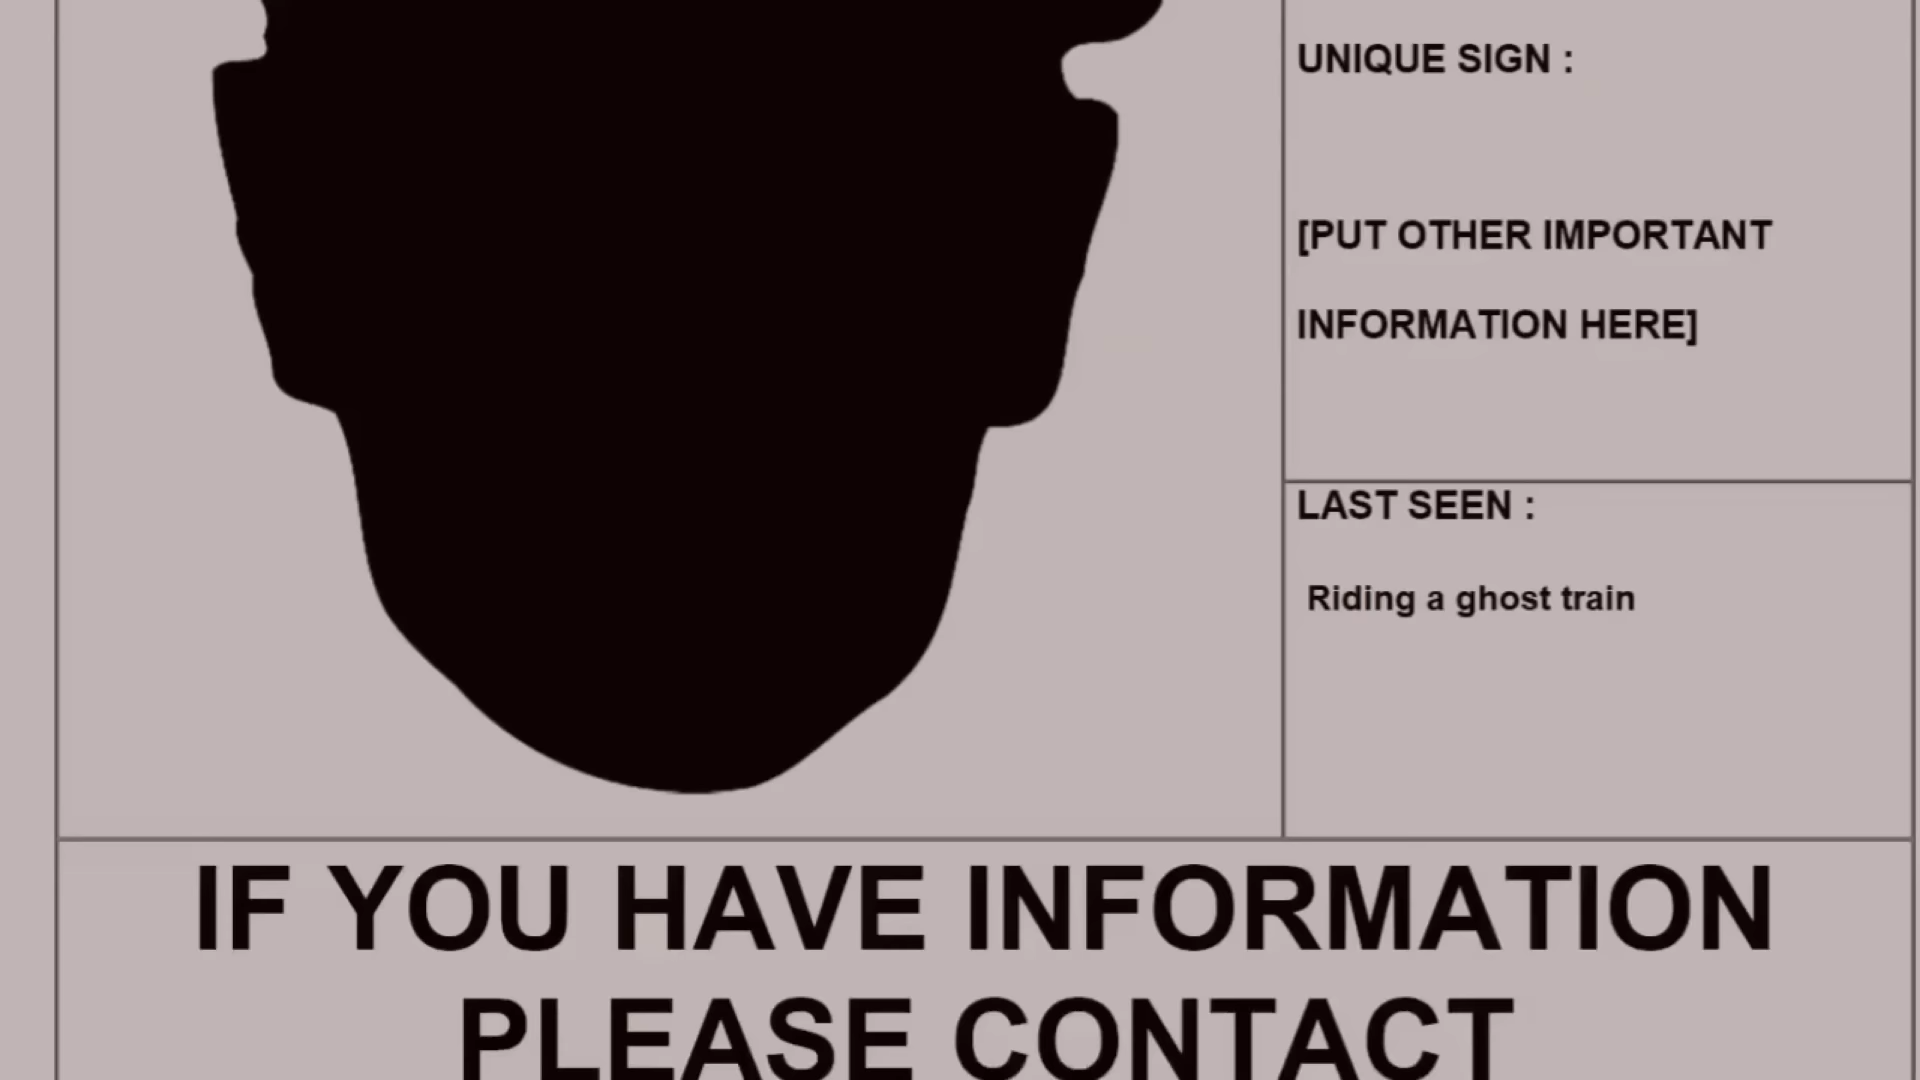 UNIQUE SIGN :
[PUT OTHER IMPORTANT
INFORMATION HERE]
LAST SEEN :
Riding a ghost train
IF YOU HAVE INFORMATION
PLEASE CONTACT